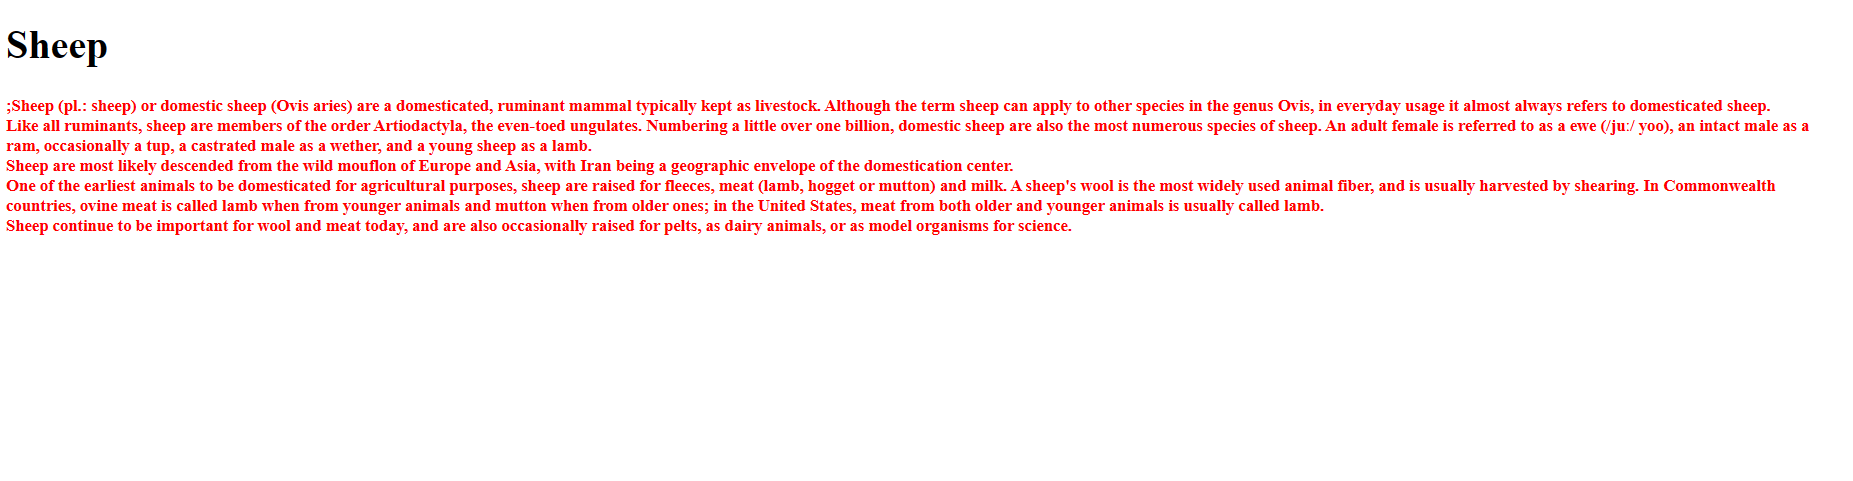 Sheep
;Sheep (pl.: sheep) or domestic sheep (Ovis aries) are a domesticated, ruminant mammal typically kept as livestock. Although the term sheep can apply to other species in the genus Ovis, in everyday usage it almost always refers to domesticated sheep.
Like all ruminants, sheep are members of the order Artiodactyla, the even-toed ungulates. Numbering a little over one billion, domestic sheep are also the most numerous species of sheep. An adult female is referred to as a ewe (/juː/ yoo), an intact male as a
ram, occasionally a tup, a castrated male as a wether, and a young sheep as a lamb.
Sheep are most likely descended from the wild mouflon of Europe and Asia, with Iran being a geographic envelope of the domestication center.
One of the earliest animals to be domesticated for agricultural purposes, sheep are raised for fleeces, meat (lamb, hogget or mutton) and milk. A sheep's wool is the most widely used animal fiber, and is usually harvested by shearing. In Commonwealth
countries, ovine meat is called lamb when from younger animals and mutton when from older ones; in the United States, meat from both older and younger animals is usually called lamb.
Sheep continue to be important for wool and meat today, and are also occasionally raised for pelts, as dairy animals, or as model organisms for science.